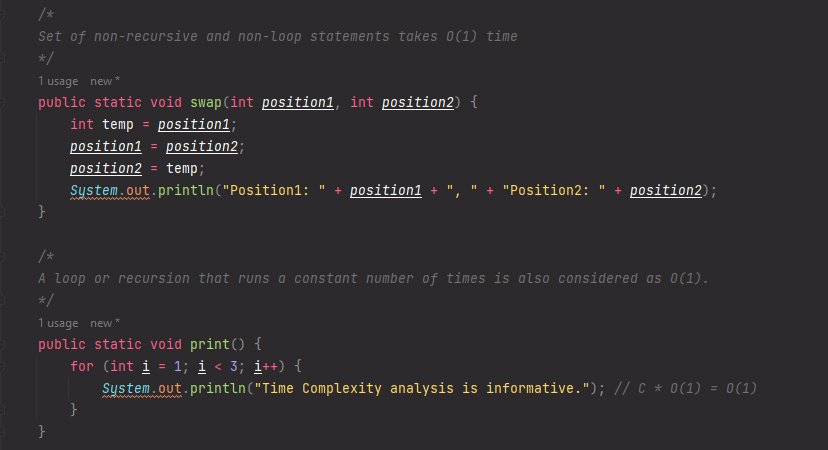 /*
Set of non-recursive and non-loop statements takes O(1) time
*/
1 usage new *
public static void swap(int position1, int position2) {
int temp = position1;
position1 = position2;
position2 = temp;
System.out.println("Position1: " + position1 + ", " + "Position2: " + position2);
}
/*
A loop or recursion that runs a constant number of times is also considered as O(1).
*/
1 usage new *
public static void print() {
for (int i = 1; i < 3; i++) {
System.out.println("Time Complexity analysis is informative."); // C * O(1) = O(1)
}
}